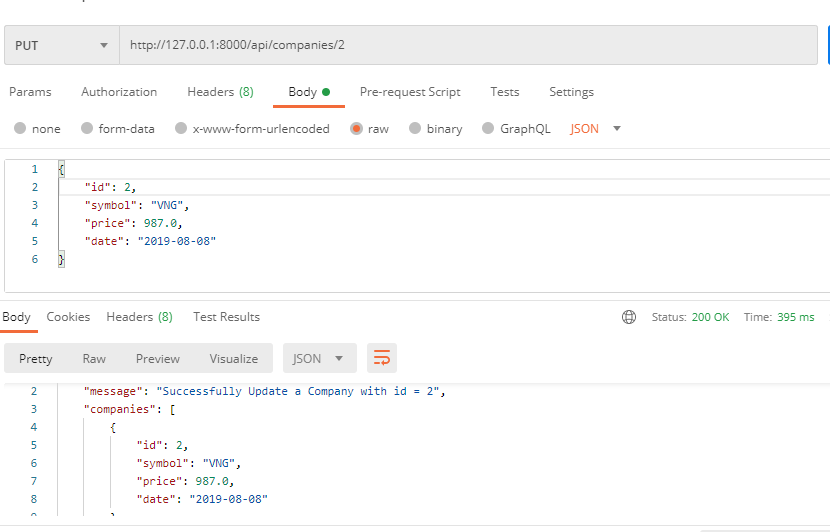 PUT http://127.0.0.1:8000/api/companies/2
Params Authorization Headers (8) Body Pre-request Script Tests Settings
none form-data x-www-form-urlencoded raw binary GraphQL JSON
1 {
2 "id": 2,
3 "symbol": "VNG",
4 "price": 987.0,
5 "date": "2019-08-08"
6 }
Body Cookies Headers (8) Test Results Status: 200 OK Time: 395 ms
Pretty Raw Preview Visualize JSON
2 "message": "Successfully Update a Company with id = 2",
3 "companies": [
4 {
5 "id": 2,
6 "symbol": "VNG",
7 "price": 987.0,
8 "date": "2019-08-08"